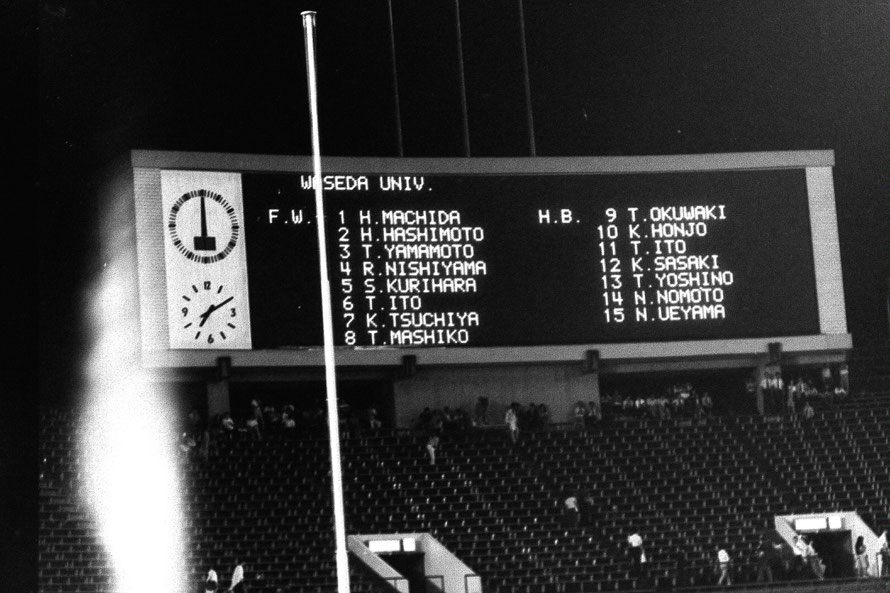 WASEDA UNIV.
F.W. 1 H.MACHIDA
2 H.HASHIMOTO
3 T.YAMAMOTO
4 R.NISHIYAMA
5 S.KURIHARA
6 T.ITO
7 K.TSUCHIYA
8 T.MASHIKO
H.B. 9 T.OKUWAKI
10 K.HONJO
11 T.ITO
12 K.SASAKI
13 T.YOSHINO
14 N.NOMOTO
15 N.UEYAMA
12
9 3
6